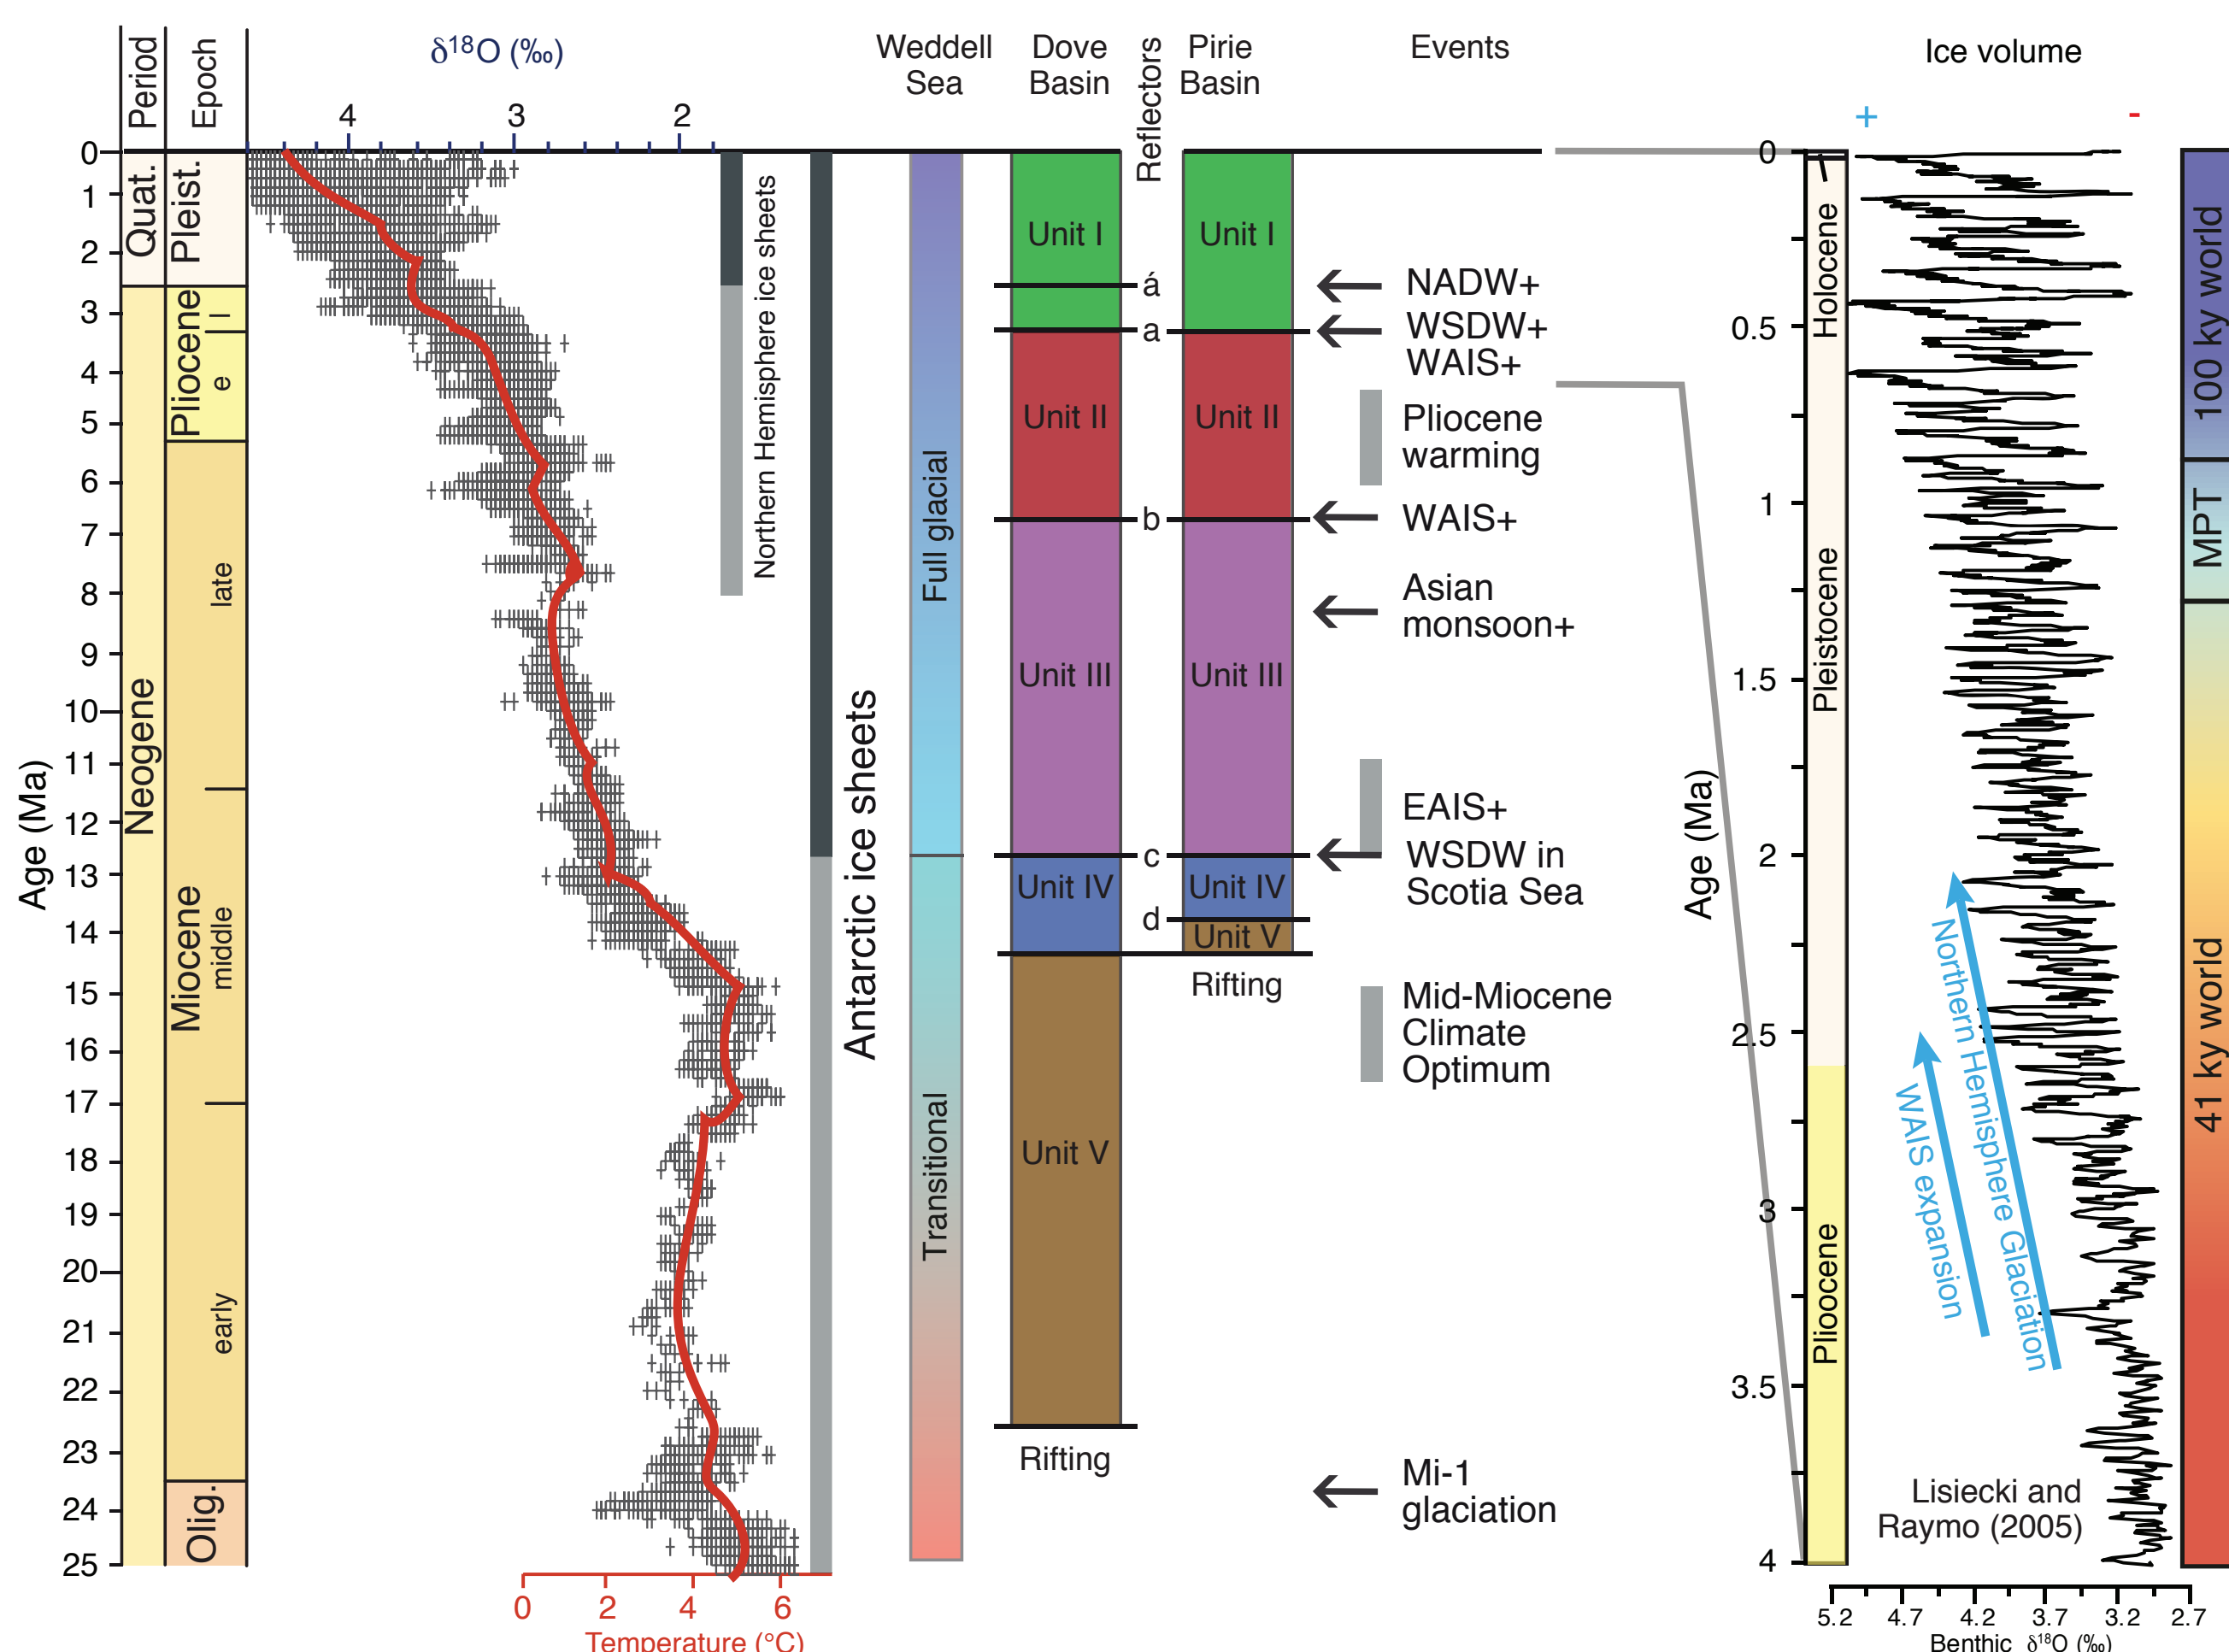 Period
Epoch
δ18O (‰)
Weddell
Sea
Dove
Basin
Reflectors
Pirie
Basin
Events
Ice volume
4
3
2
+
-
Age (Ma)
0
1
2
3
4
5
6
7
8
9
10
11
12
13
14
15
16
17
18
19
20
21
22
23
24
25
Quat.
Neogene
Pleist.
Pliocene
l
e
Miocene
late
middle
early
Olig.
0
2
4
6
Temperature (°C)
Northern Hemisphere ice sheets
Antarctic ice sheets
Full glacial
Transitional
Unit I
Unit II
Unit III
Unit IV
Unit V
Rifting
á
a
b
c
d
Unit I
Unit II
Unit III
Unit IV
Unit V
Rifting
NADW+
WSDW+
WAIS+
Pliocene
warming
WAIS+
Asian
monsoon+
EAIS+
WSDW in
Scotia Sea
Mid-Miocene
Climate
Optimum
Mi-1
glaciation
Age (Ma)
0
0.5
1
1.5
2
2.5
3
3.5
4
Holocene
Pleistocene
Plioocene
Northern Hemisphere Glaciation
WAIS expansion
Lisiecki and
Raymo (2005)
100 ky world
MPT
41 ky world
5.2
4.7
4.2
3.7
3.2
2.7
Benthic δ18O (‰)